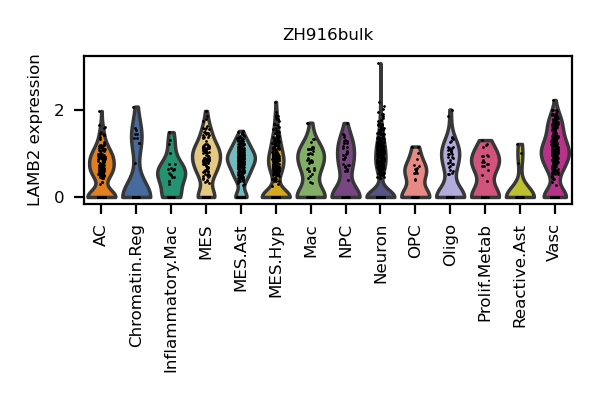 ZH916bulk
LAMB2 expression
2
0
AC
Chromatin.Reg
Inflammatory.Mac
MES
MES.Ast
MES.Hyp
Mac
NPC
Neuron
OPC
Oligo
Prolif.Metab
Reactive.Ast
Vasc